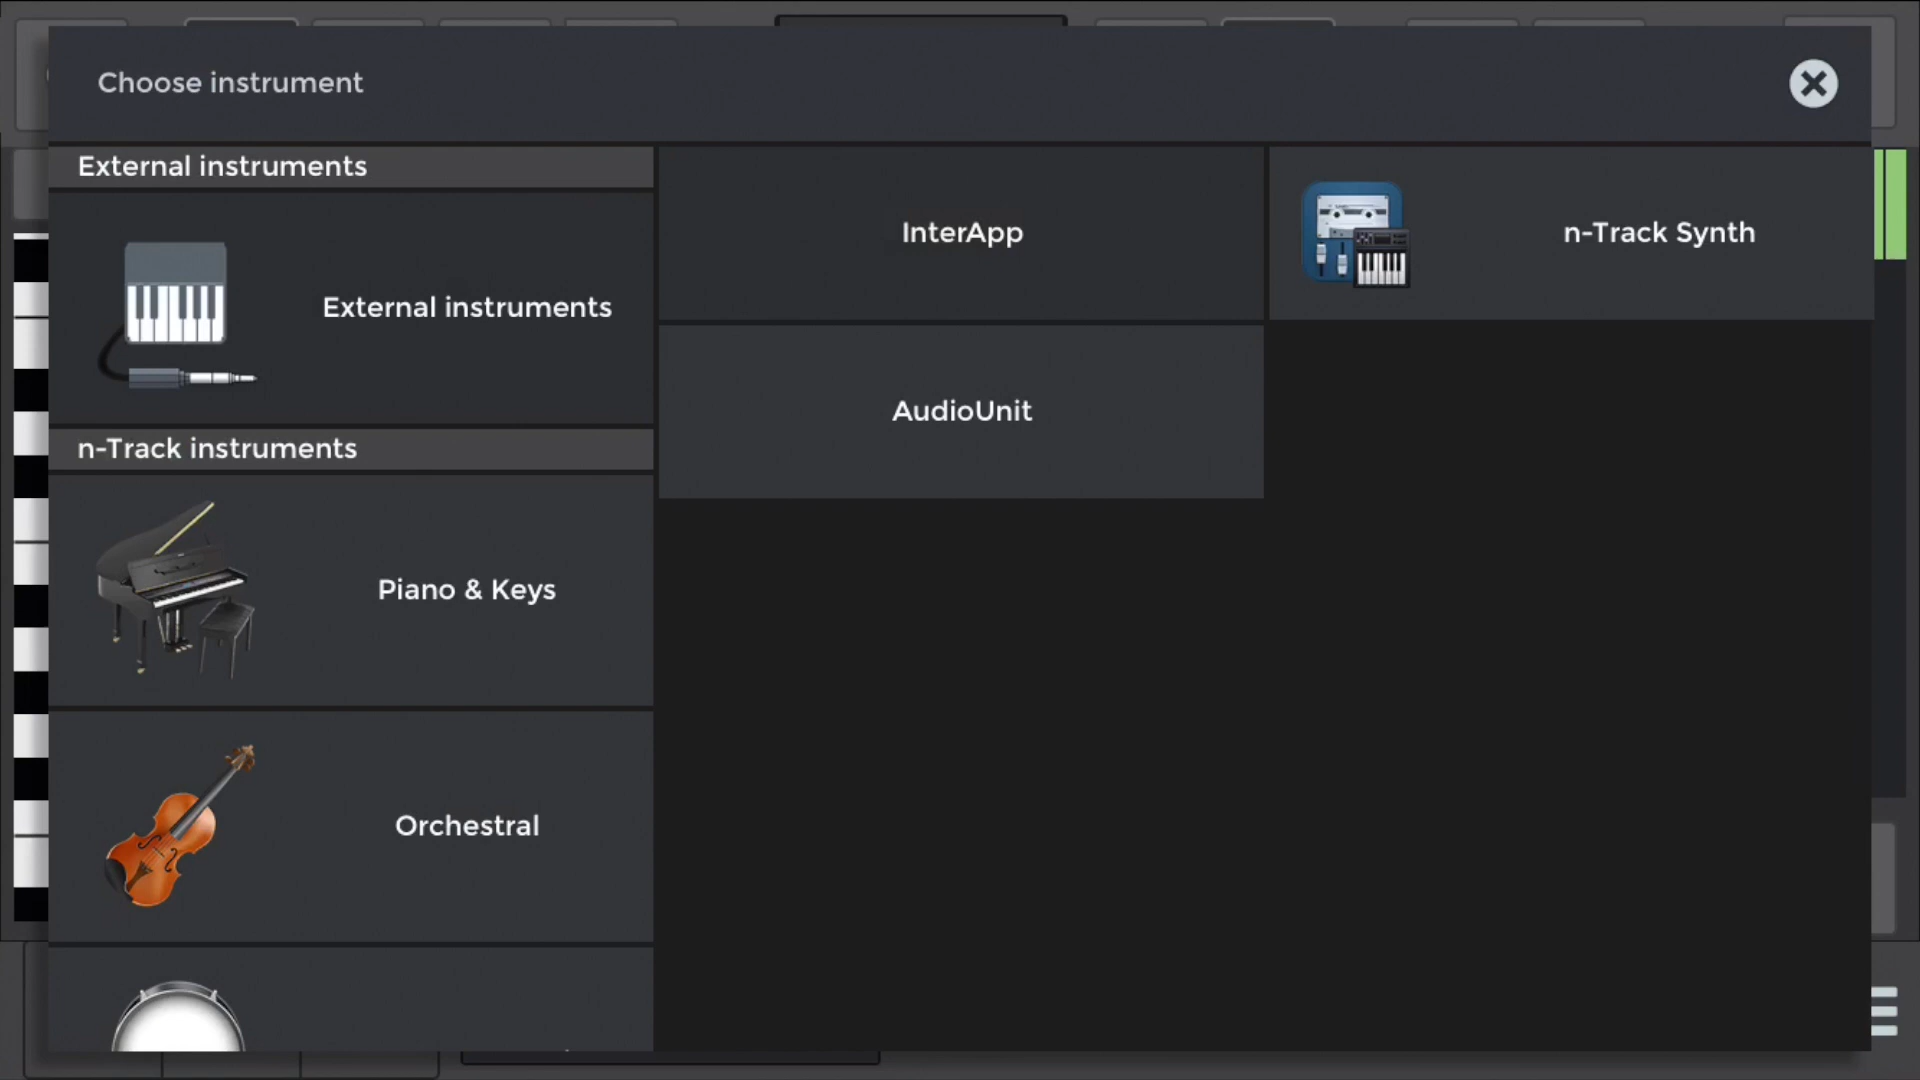 Choose instrument
External instruments
External instruments
InterApp
n-Track Synth
AudioUnit
n-Track instruments
Piano & Keys
Orchestral